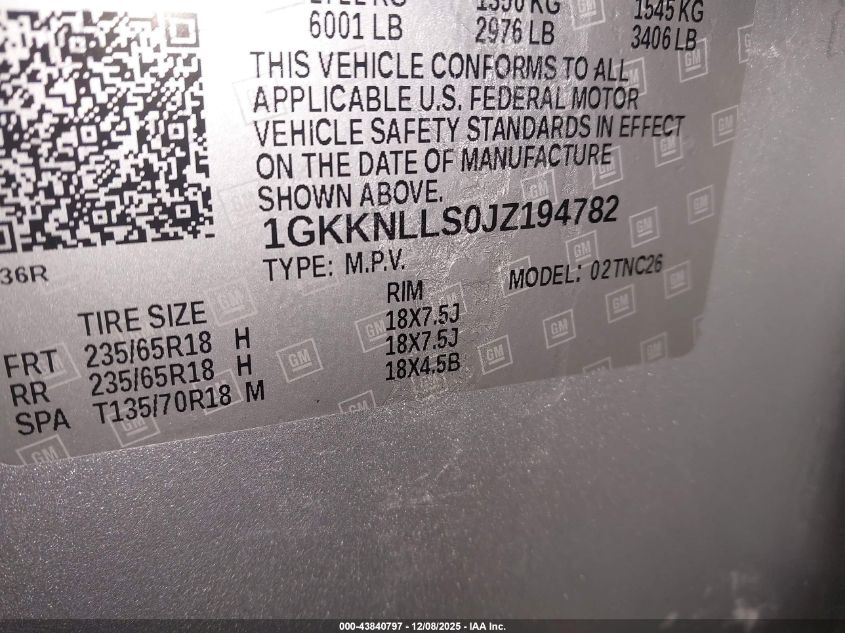 1545 KG
6001 LB 2976 LB 3406 LB
THIS VEHICLE CONFORMS TO ALL
APPLICABLE U.S. FEDERAL MOTOR
VEHICLE SAFETY STANDARDS IN EFFECT
ON THE DATE OF MANUFACTURE
SHOWN ABOVE.
1GKKNLLS0JZ194782
TYPE: M.P.V. MODEL: 02TNC26
36R
TIRE SIZE RIM
FRT 235/65R18 H 18X7.5J
RR 235/65R18 H 18X7.5J
SPA T135/70R18 M 18X4.5B
GM
000-43840797 - 12/08/2025 - IAA Inc.